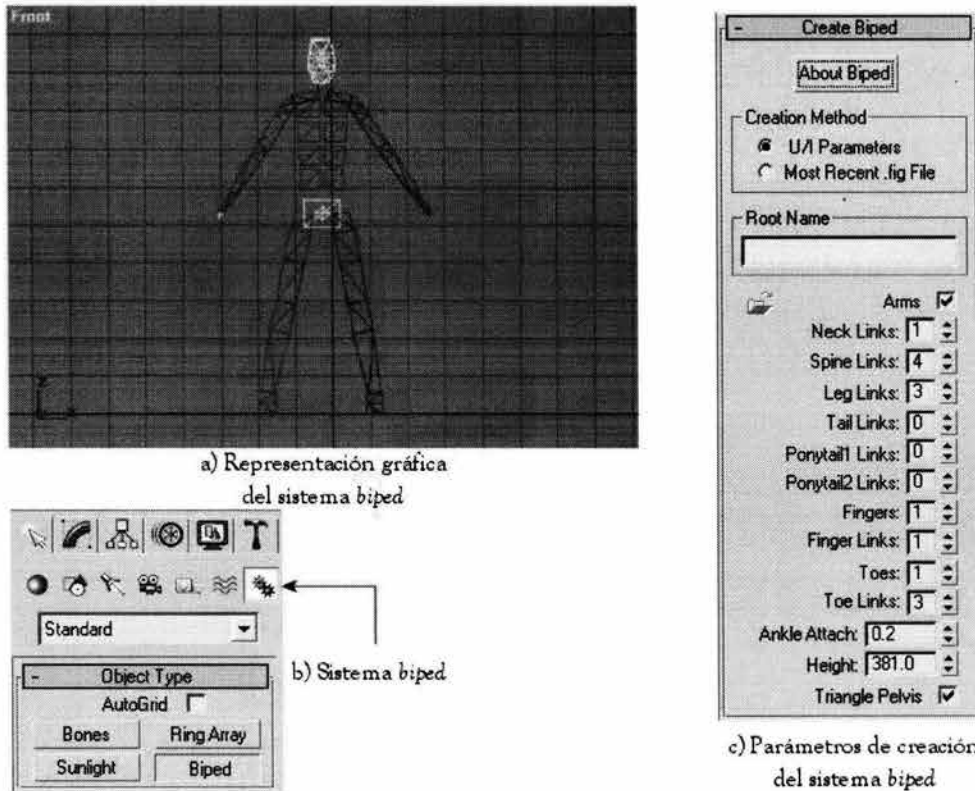 Front
a) Representación gráfica
del sistema biped
Standard
Object Type
AutoGrid
Bones
Ring Array
Sunlight
Biped
b) Sistema biped
Create Biped
About Biped
Creation Method
U/I Parameters
Most Recent .fig File
Root Name
Arms
Neck Links: 1
Spine Links: 4
Leg Links: 3
Tail Links: 0
Ponytail1 Links: 0
Ponytail2 Links: 0
Fingers: 1
Finger Links: 1
Toes: 1
Toe Links: 3
Ankle Attach: 0.2
Height: 381.0
Triangle Pelvis
c) Parámetros de creación
del sistema biped